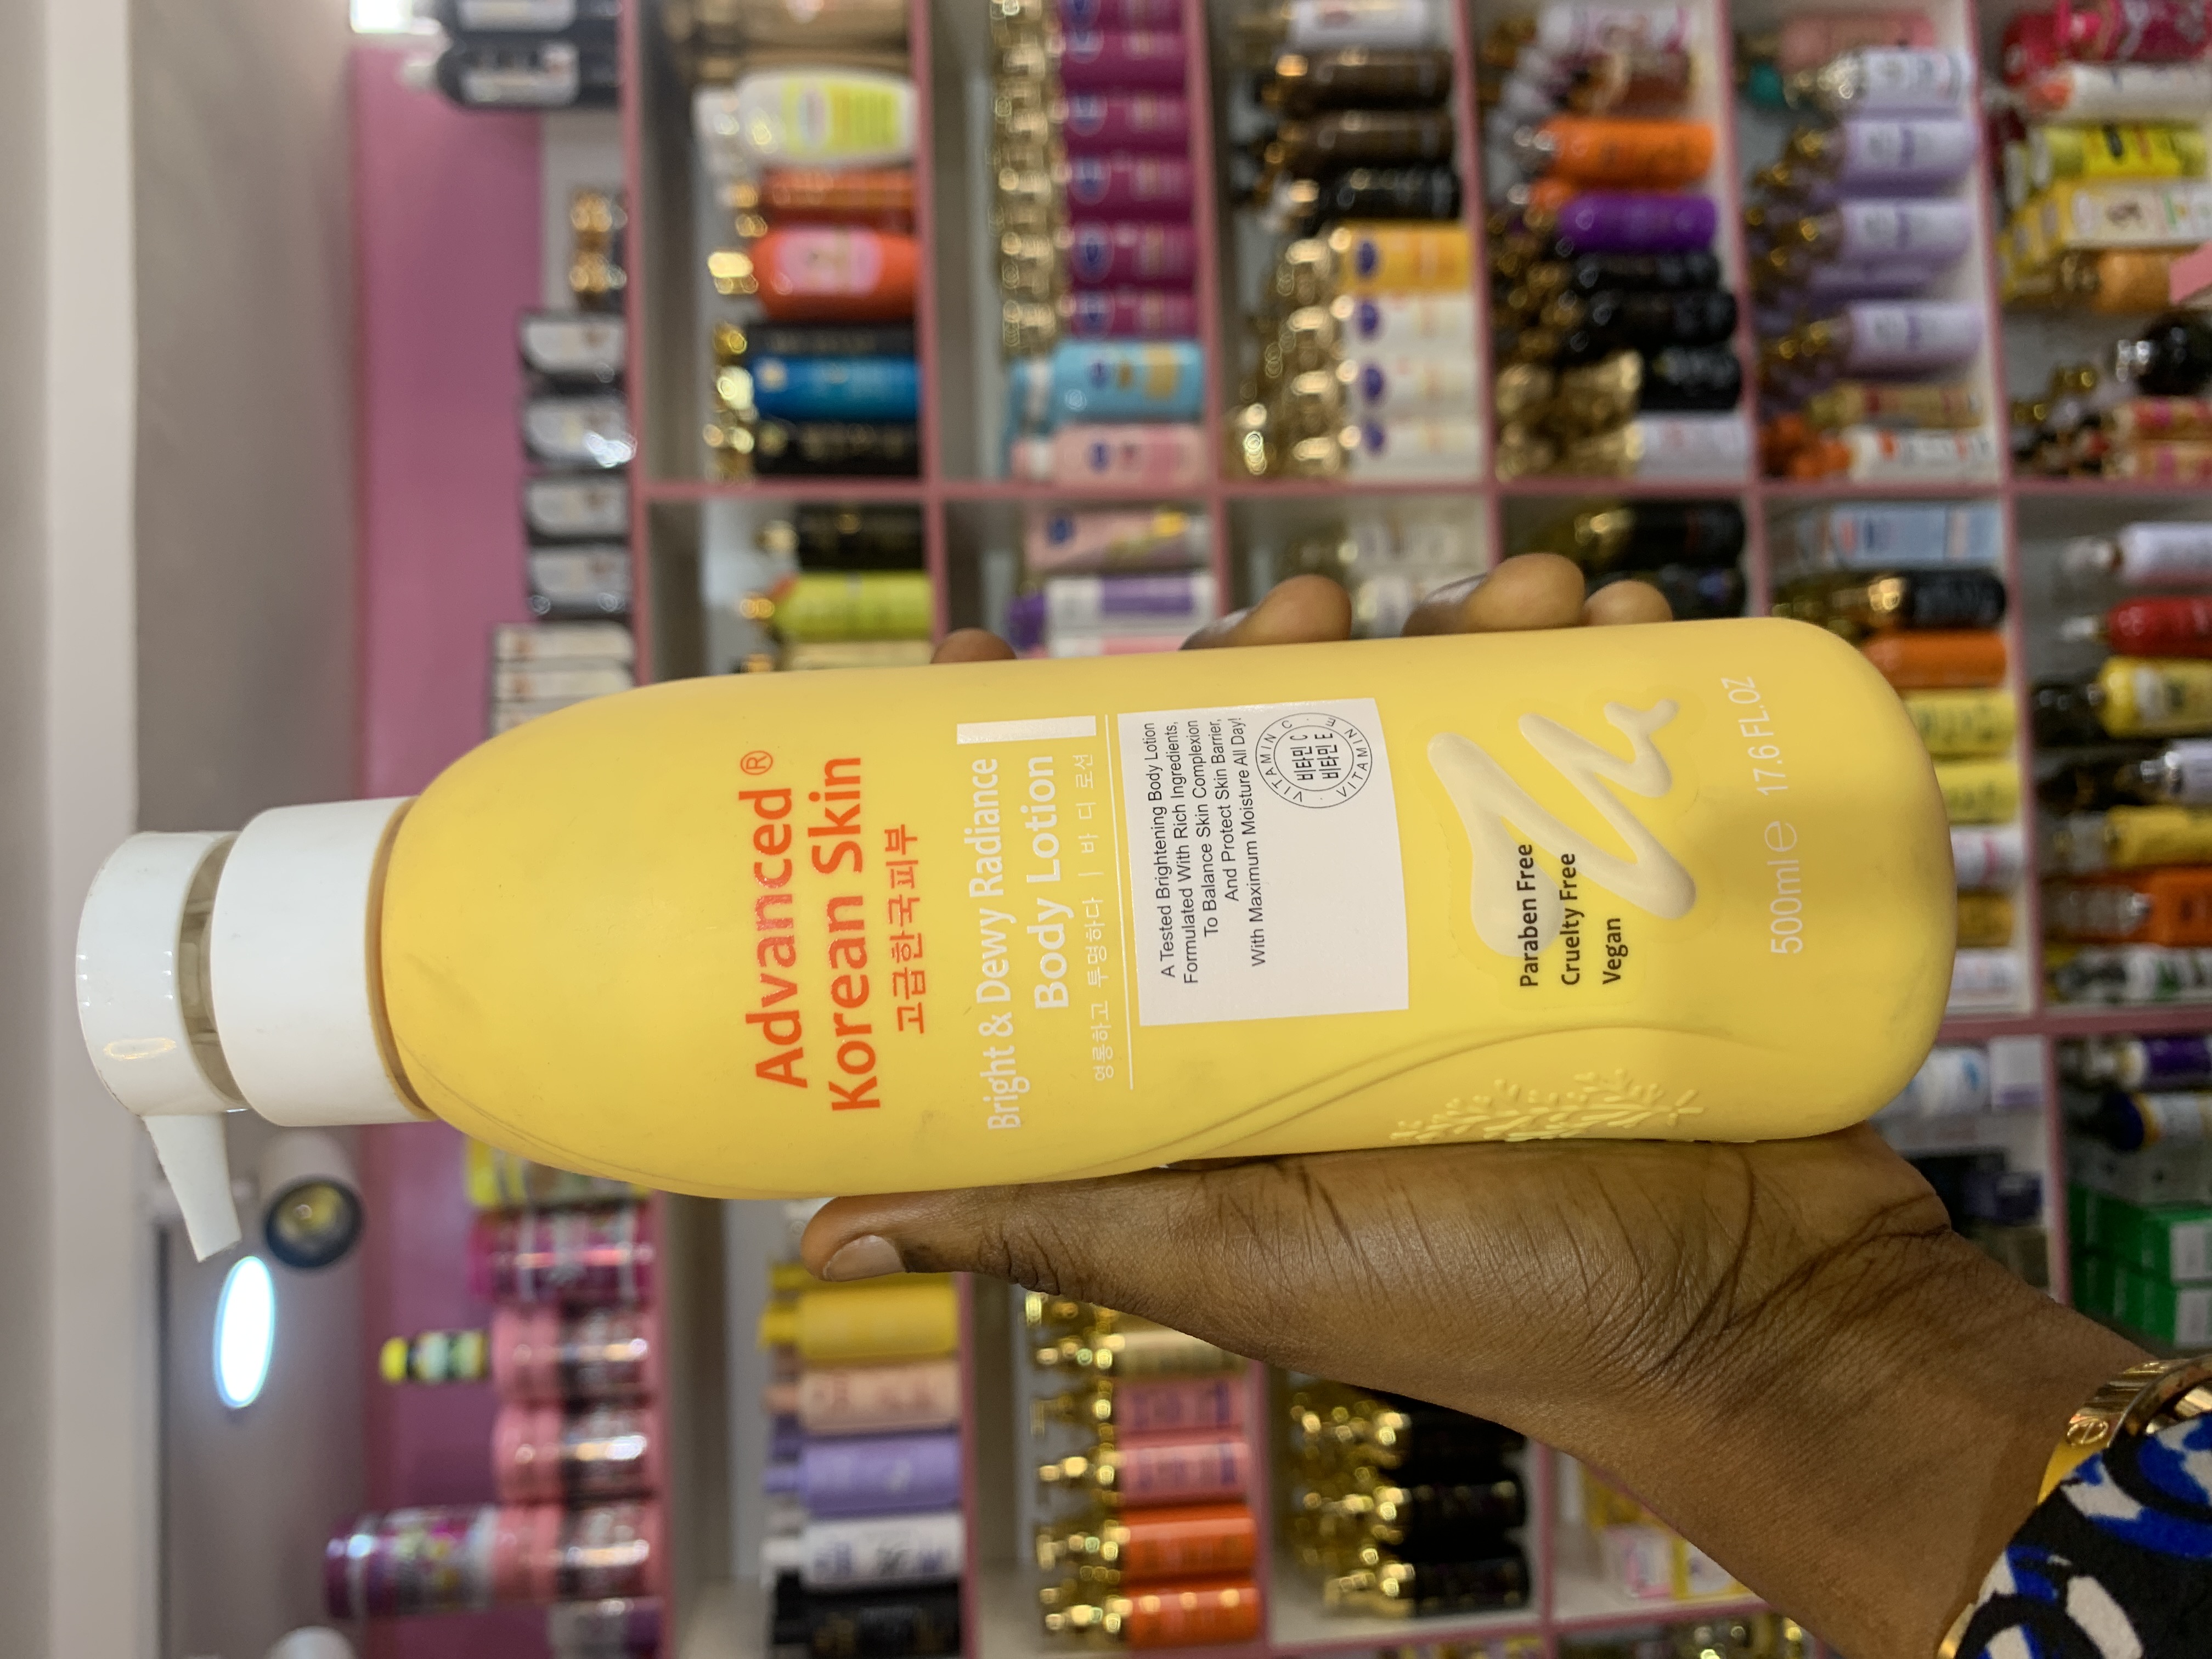 Advanced®
Korean Skin
고급한국피부
Bright & Dewy Radiance
Body Lotion
영롱하고 투명하다 | 바 디 로션
A Tested Brightening Body Lotion
Formulated With Rich Ingredients,
To Balance Skin Complexion
And Protect Skin Barrier,
With Maximum Moisture All Day!
VITAMIN C
비타민 C
비타민 E
VITAMIN E
Paraben Free
Cruelty Free
Vegan
500ml℮ 17.6 FL.OZ